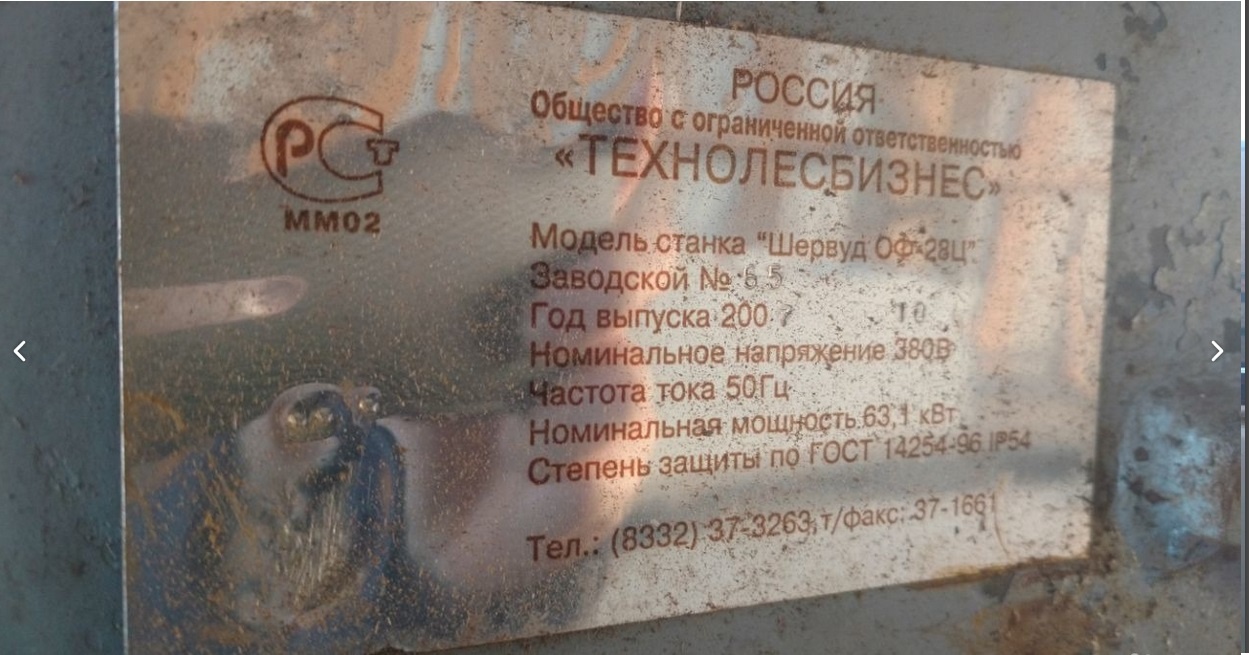 РСТ
ММ02
РОССИЯ
Общество с ограниченной ответственностью
«ТЕХНОЛЕСБИЗНЕС»
Модель станка "Шервуд ОФ-28Ц"
Заводской № 65
Год выпуска 2007 10
Номинальное напряжение 380В
Частота тока 50Гц
Номинальная мощность 63,1 кВт
Степень защиты по ГОСТ 14254-96 IP54
Тел.: (8332) 37-3263, т/факс: 37-1661